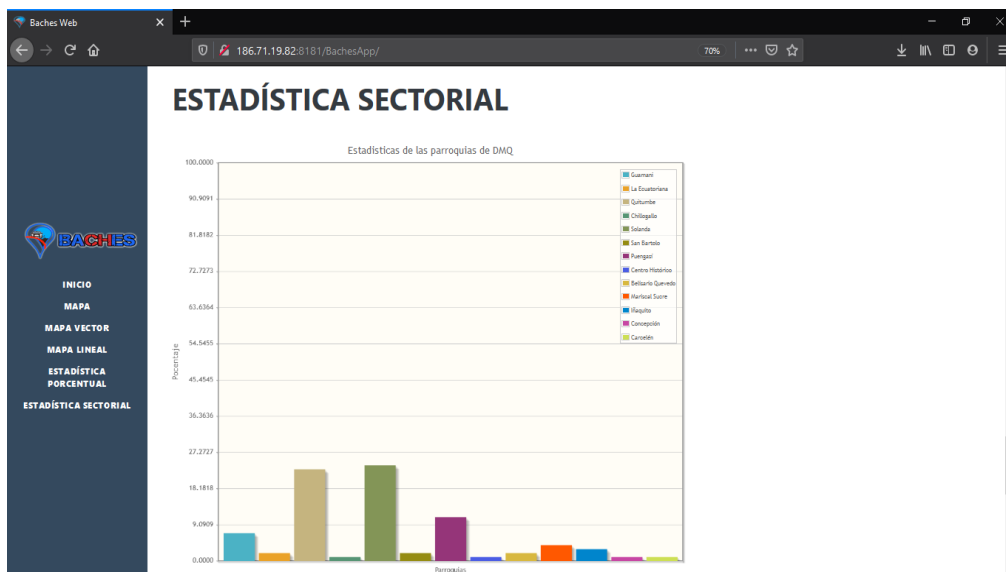 Baches Web
186.71.19.82:8181/BachesApp/
70%
BACHES
INICIO
MAPA
MAPA VECTOR
MAPA LINEAL
ESTADÍSTICA
PORCENTUAL
ESTADÍSTICA SECTORIAL
ESTADÍSTICA SECTORIAL
Estadísticas de las parroquias de DMQ
100.0000
90.9091
81.8182
72.7273
63.6364
54.5455
45.4545
36.3636
27.2727
18.1818
9.0909
0.0000
Pocentaje
Parroquias
Guamaní
La Ecuatoriana
Quitumbe
Chillogallo
Solanda
San Bartolo
Puengasí
Centro Histórico
Belisario Quevedo
Mariscal Sucre
Iñaquito
Concepción
Carcelén